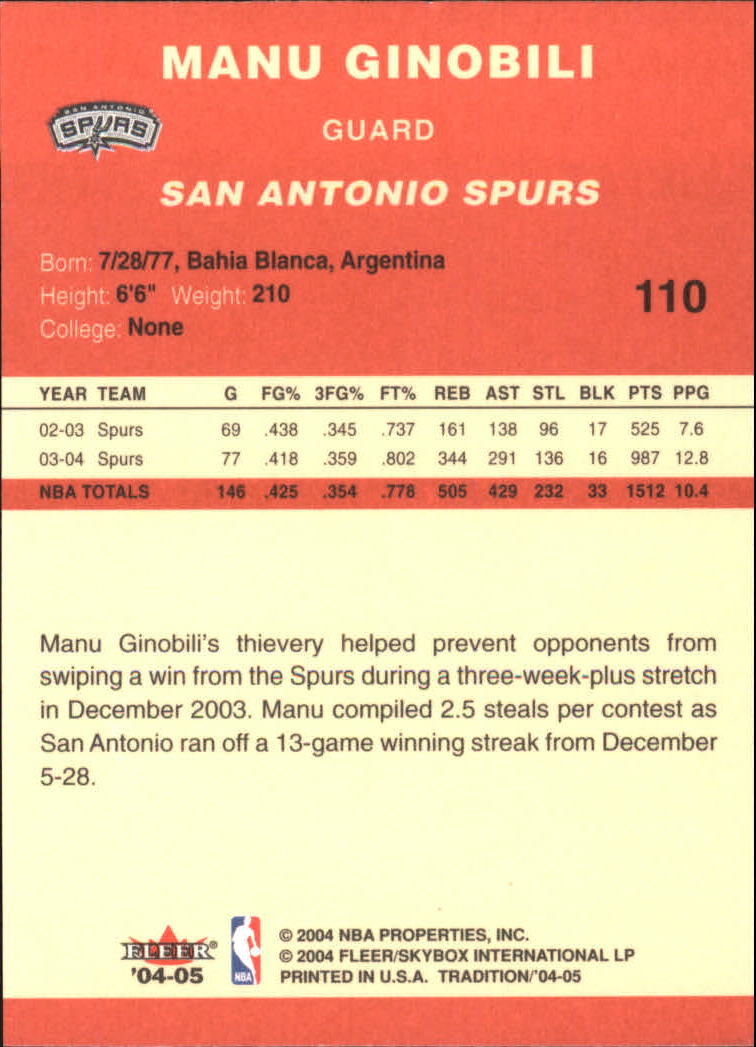 MANU GINOBILI
SAN ANTONIO
SPURS
GUARD
SAN ANTONIO SPURS
Born: 7/28/77, Bahia Blanca, Argentina
Height: 6'6" Weight: 210
110
College: None
YEAR TEAM G FG% 3FG% FT% REB AST STL BLK PTS PPG
02-03 Spurs 69 .438 .345 .737 161 138 96 17 525 7.6
03-04 Spurs 77 .418 .359 .802 344 291 136 16 987 12.8
NBA TOTALS 146 .425 .354 .778 505 429 232 33 1512 10.4
Manu Ginobili's thievery helped prevent opponents from
swiping a win from the Spurs during a three-week-plus stretch
in December 2003. Manu compiled 2.5 steals per contest as
San Antonio ran off a 13-game winning streak from December
5-28.
FLEER®
'04-05
NBA
© 2004 NBA PROPERTIES, INC.
© 2004 FLEER/SKYBOX INTERNATIONAL LP
PRINTED IN U.S.A. TRADITION/'04-05